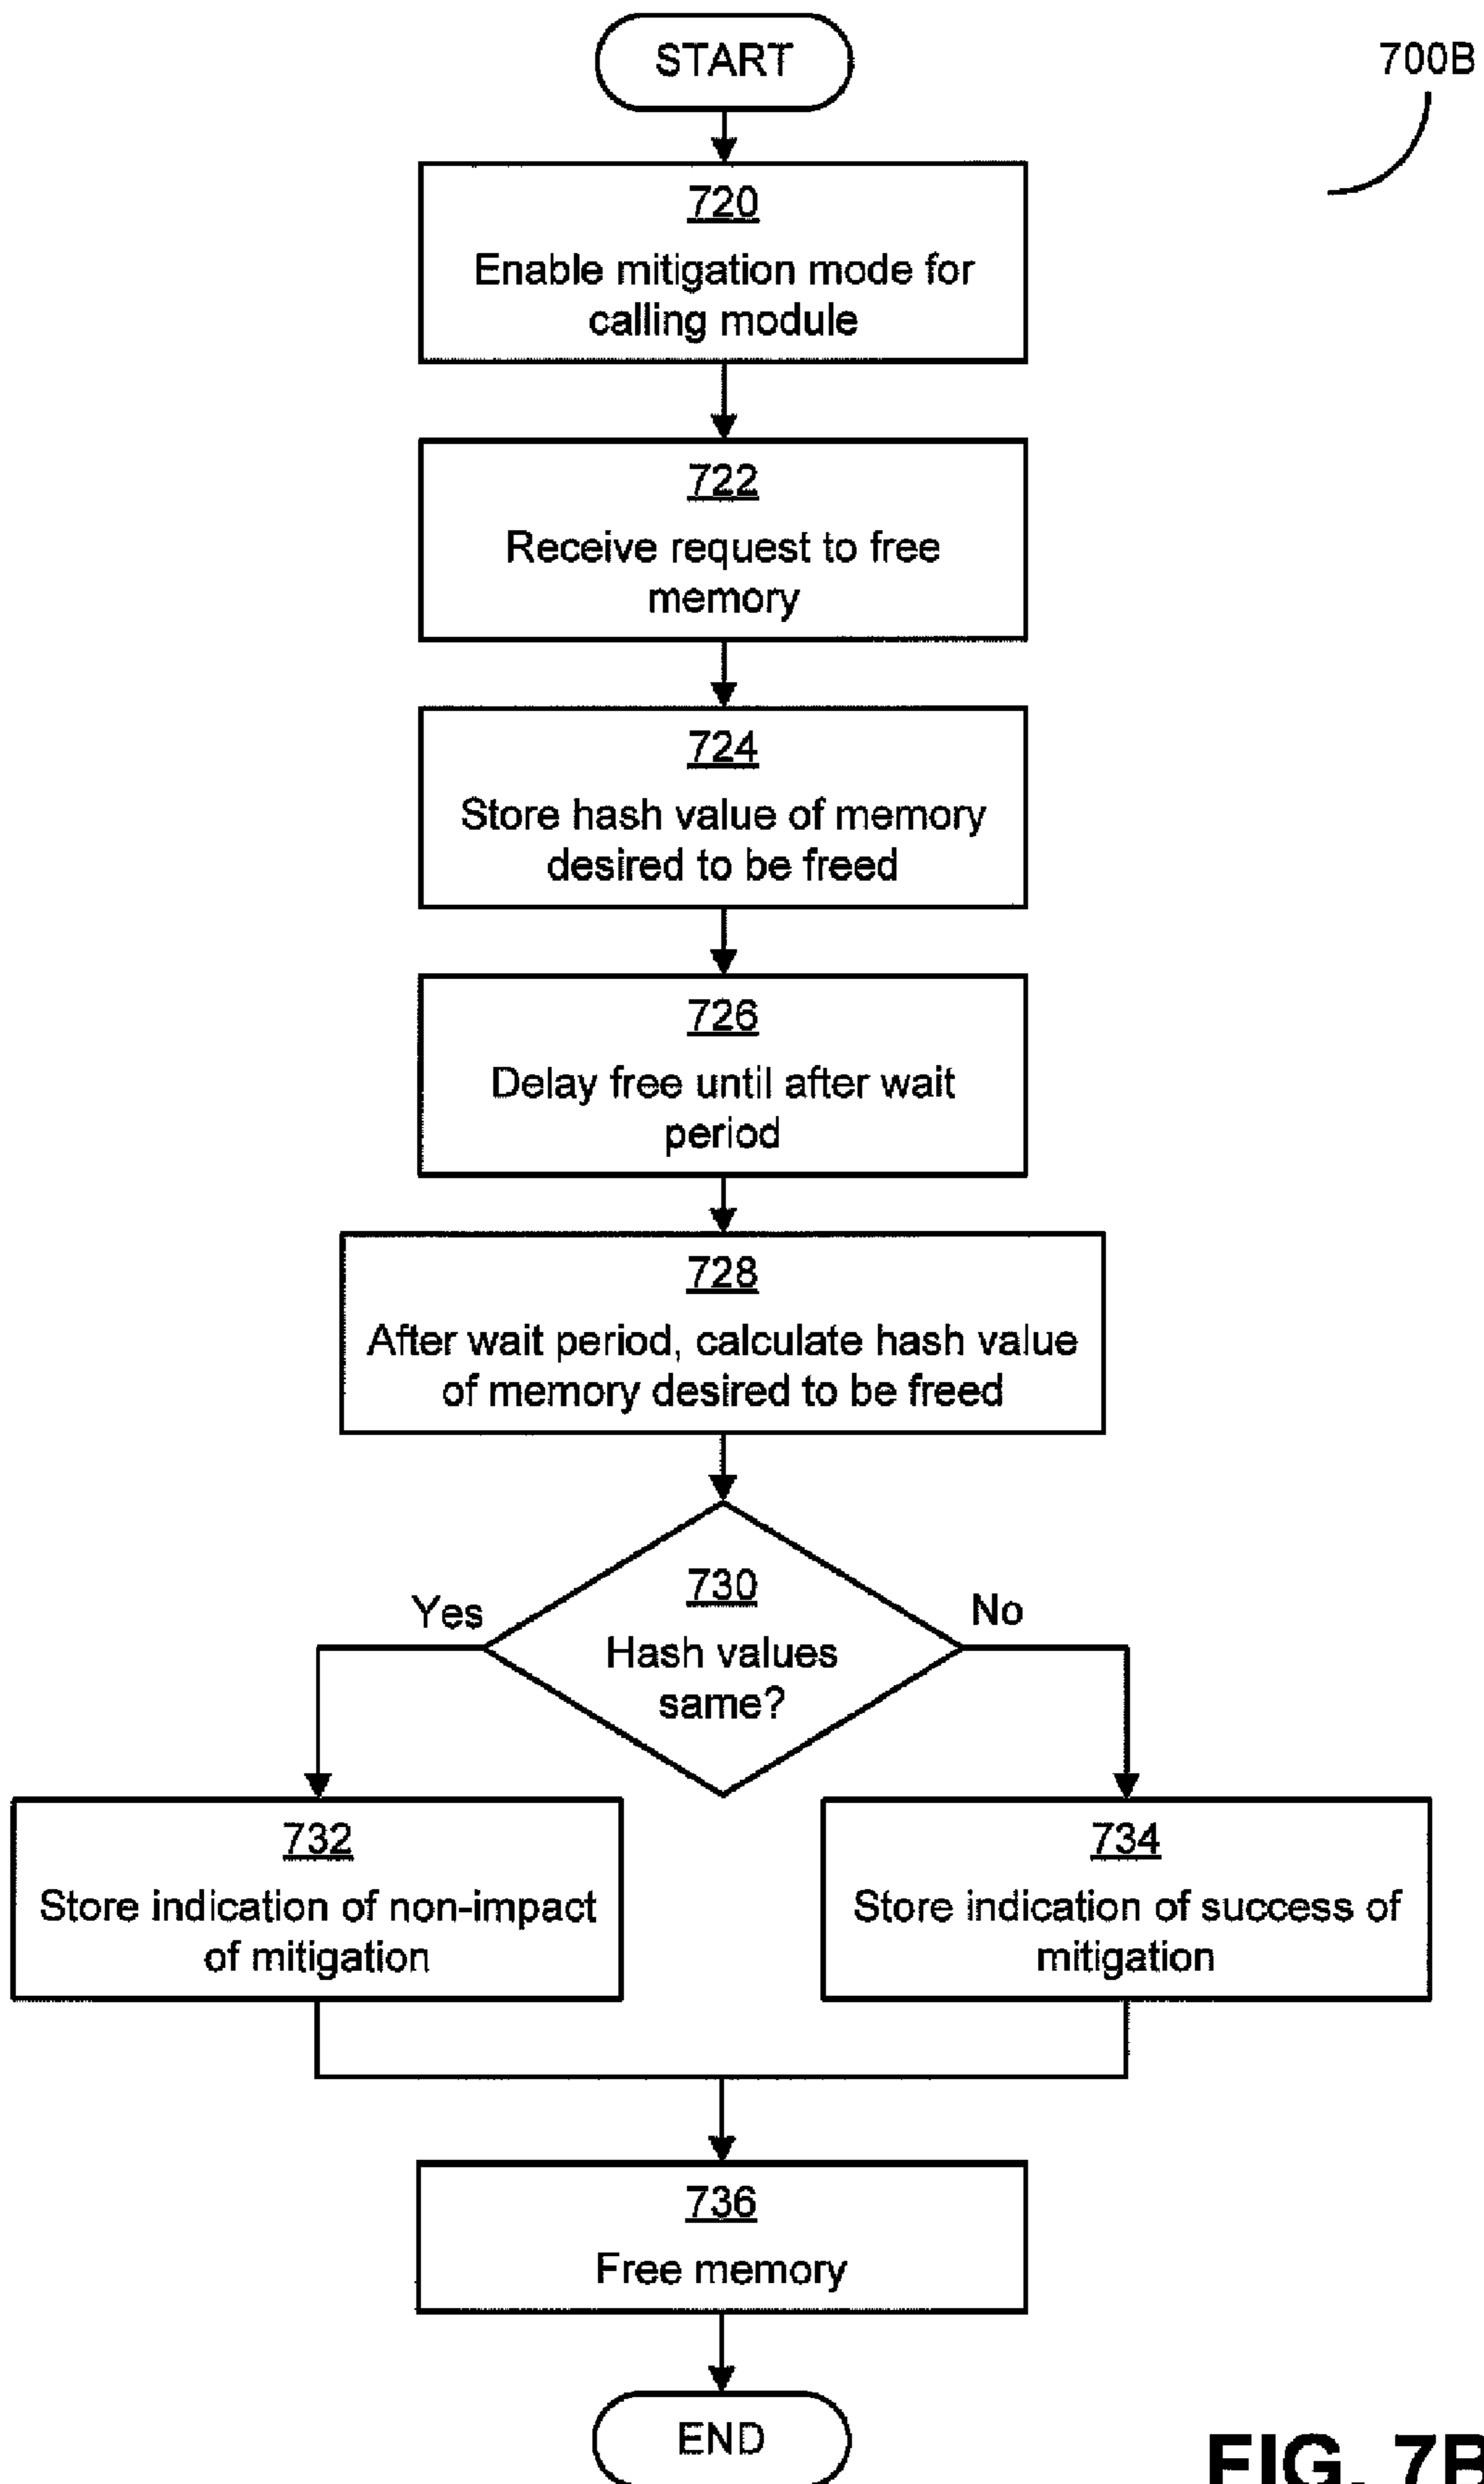 START
700B
720
Enable mitigation mode for
calling module
722
Receive request to free
memory
724
Store hash value of memory
desired to be freed
726
Delay free until after wait
period
728
After wait period, calculate hash value
of memory desired to be freed
730
Hash values
same?
Yes
No
732
Store indication of non-impact
of mitigation
734
Store indication of success of
mitigation
736
Free memory
END
FIG. 7B